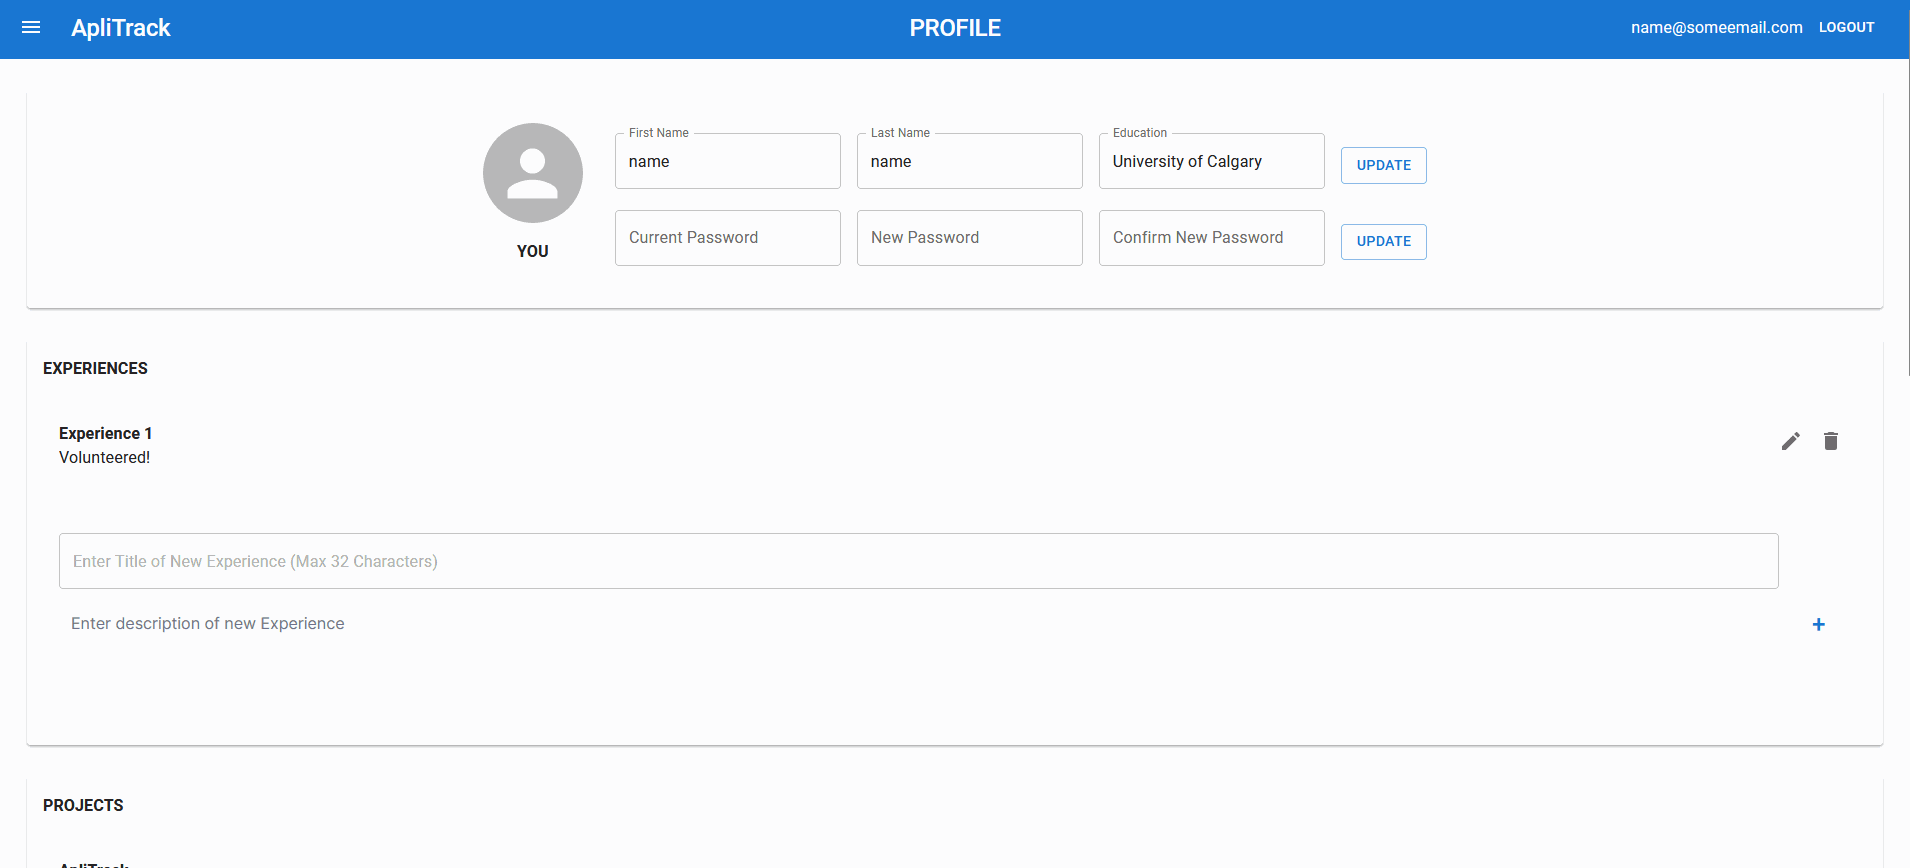 ApliTrack PROFILE name@someemail.com LOGOUT
First Name Last Name Education
name name University of Calgary UPDATE
Current Password New Password Confirm New Password UPDATE
YOU
EXPERIENCES
Experience 1
Volunteered!
Enter Title of New Experience (Max 32 Characters)
Enter description of new Experience +
PROJECTS
ApliTrack